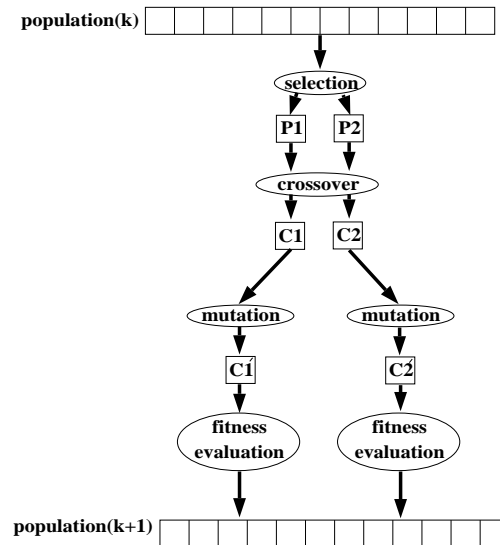 population(k)
selection
P1 P2
crossover
C1 C2
mutation mutation
C1́ C2́
fitness evaluation fitness evaluation
population(k+1)